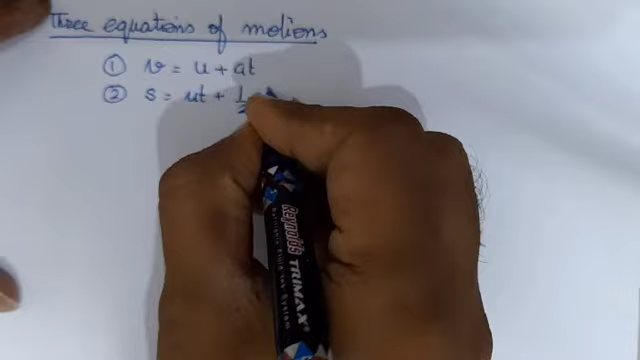 Three equations of motions
① v = u + at
② s = ut + 1/2
Reynolds TRIMAX